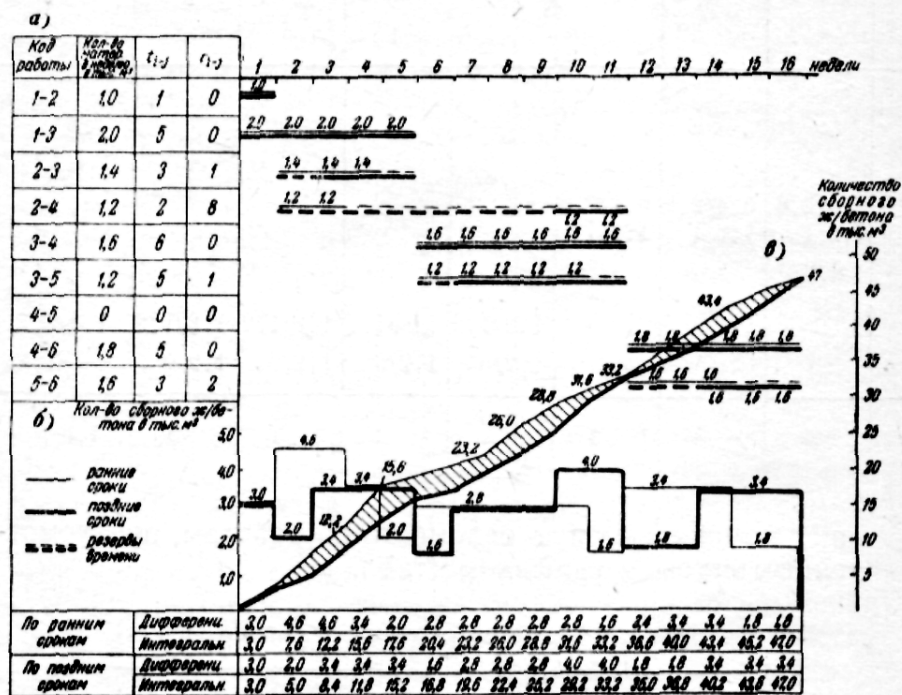 а)
Код работы
Кол-во матер. в неделю в тыс. м³
t i-j
r i-j
1 2 3 4 5 6 7 8 9 10 11 12 13 14 15 16 недели
1-2 1,0 1 0
1,0
1-3 2,0 5 0
2,0 2,0 2,0 2,0 2,0
2-3 1,4 3 1
1,4 1,4 1,4
2-4 1,2 2 8
1,2 1,2
1,2 1,2
3-4 1,6 6 0
1,6 1,6 1,6 1,6 1,6 1,6
3-5 1,2 5 1
1,2 1,2 1,2 1,2 1,2
4-5 0 0 0
4-6 1,8 5 0
1,8 1,8 1,8 1,8 1,8
5-6 1,6 3 2
1,6 1,6 1,6
1,6 1,6 1,6
в)
Количество
сборного
ж/бетона
в тыс. м³
50
45
40
35
30
25
20
15
10
5
б)
Кол-во сборного ж/бе-
тона в тыс. м³
5,0
4,0
3,0
2,0
1,0
ранние
сроки
поздние
сроки
резервы
времени
3,0 4,6 2,0 3,4 3,4 2,0 1,6 2,8 4,0 1,6 3,4 1,8 3,4 1,8
12,2 15,6 23,2 26,0 28,8 31,6 33,2 43,4 47
По ранним
срокам
Дифференц. 3,0 4,6 4,6 3,4 2,0 2,8 2,8 2,8 2,8 2,8 1,6 3,4 3,4 3,4 1,8 1,8
Интегральн. 3,0 7,6 12,2 15,6 17,6 20,4 23,2 26,0 28,8 31,6 33,2 36,6 40,0 43,4 45,2 47,0
По поздним
срокам
Дифференц. 3,0 2,0 3,4 3,4 3,4 1,6 2,8 2,8 2,8 4,0 4,0 1,8 1,8 3,4 3,4 3,4
Интегральн. 3,0 5,0 8,4 11,8 15,2 16,8 19,6 22,4 25,2 29,2 33,2 35,0 36,8 40,2 43,6 47,0